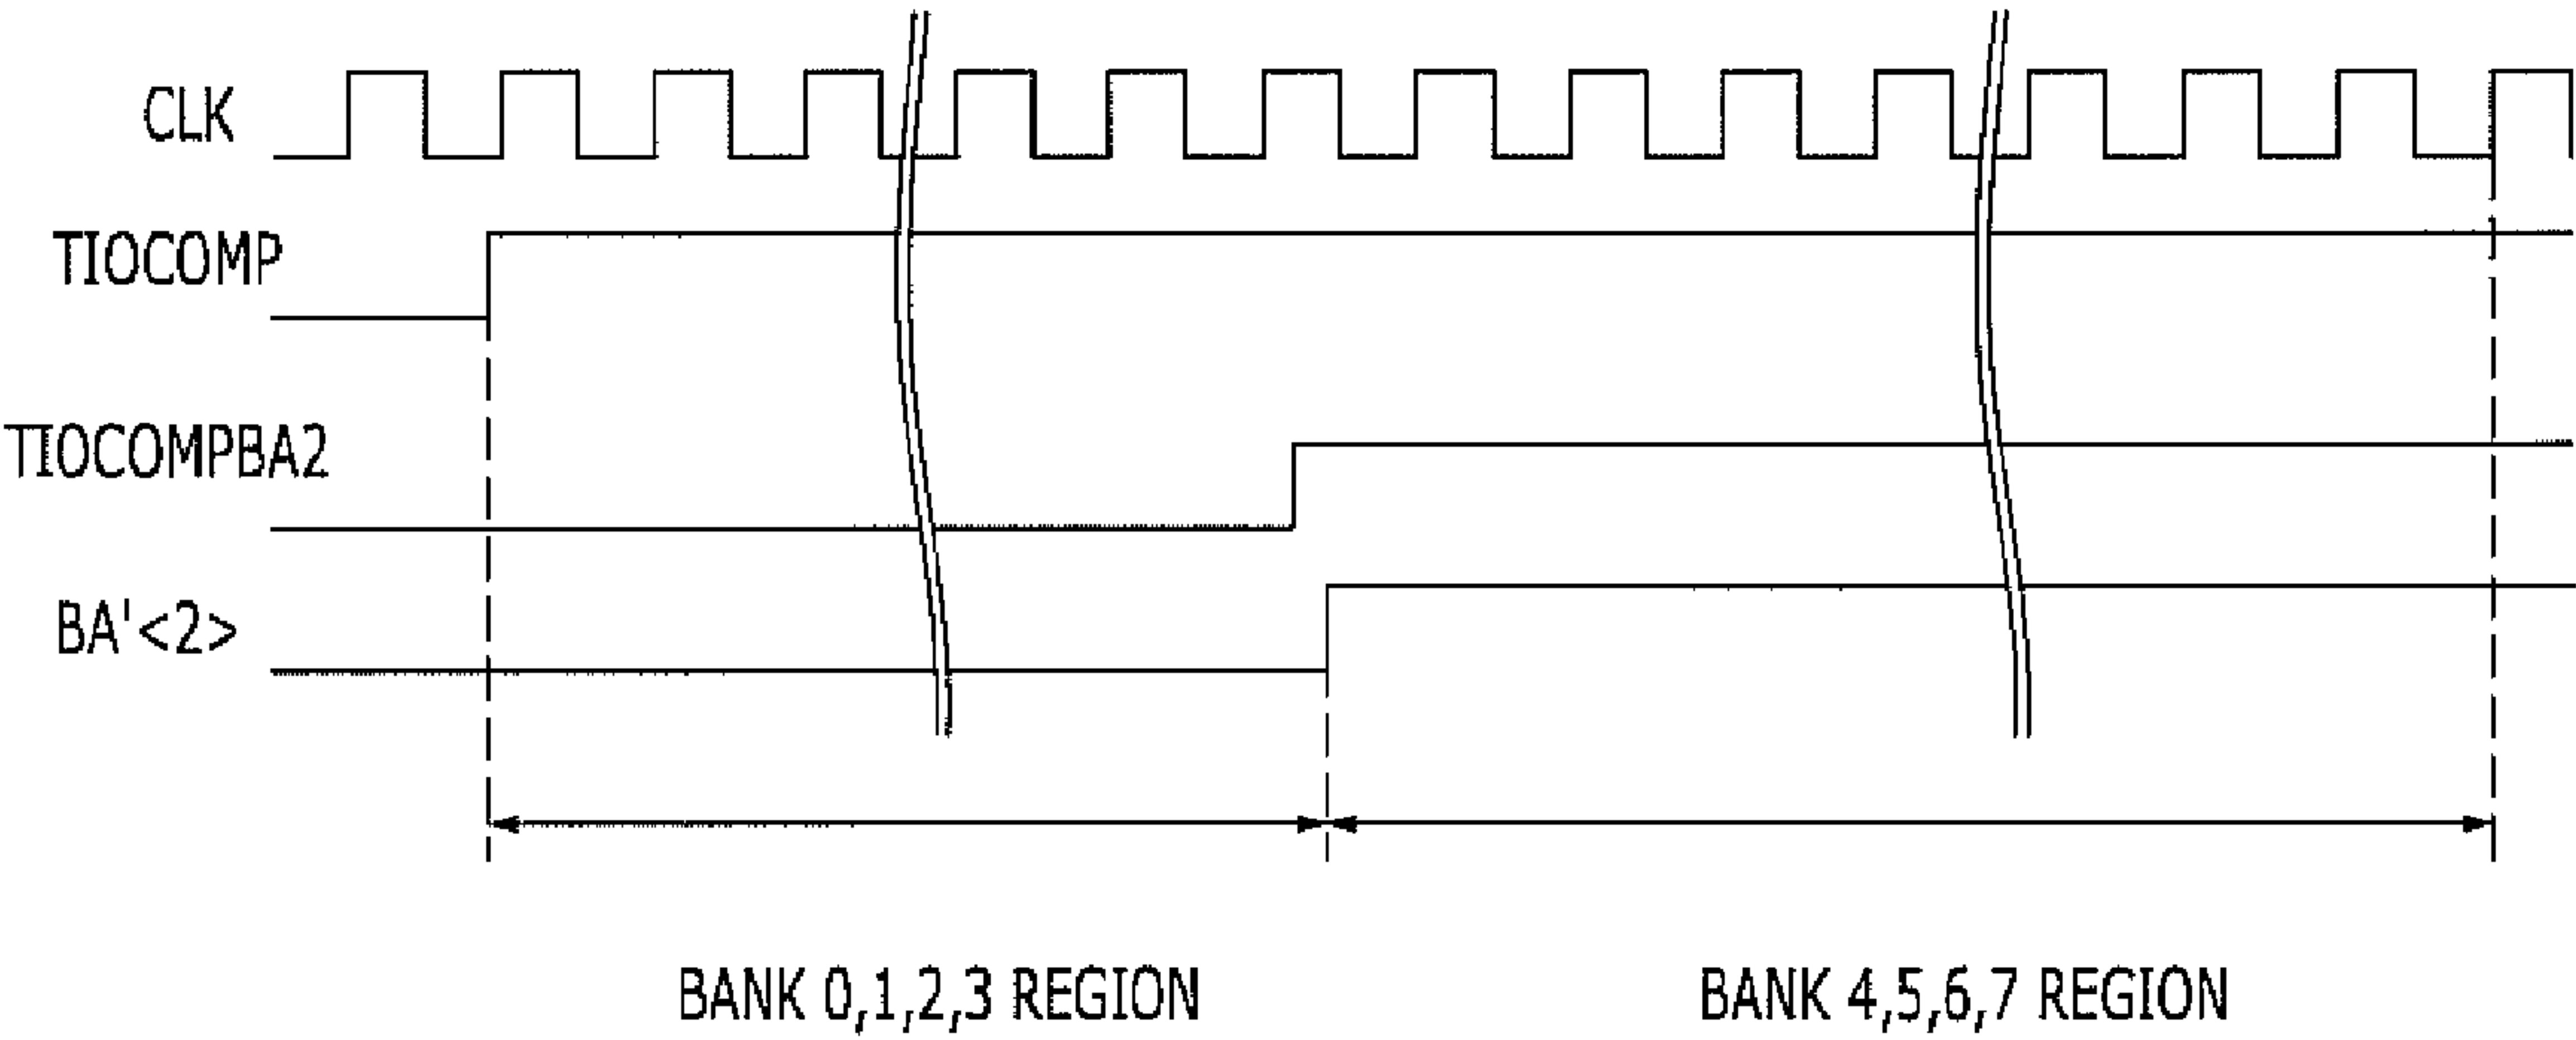 CLK
TIOCOMP
TIOCOMPBA2
BA'<2>
BANK 0,1,2,3 REGION
BANK 4,5,6,7 REGION